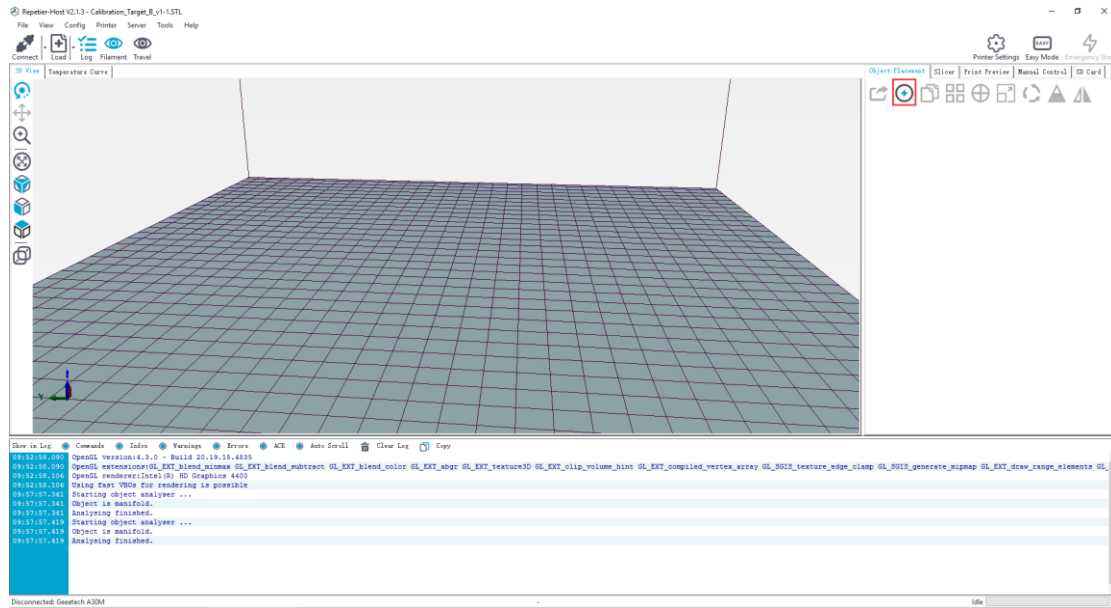 Repetier-Host V2.1.3 - Calibration_Target_B_v1-1.STL
File View Config Printer Server Tools Help
Connect Load Log Filament Travel
Printer Settings Easy Mode Emergency Sto
EASY
3D View Temperature Curve
Object Placement Slicer Print Preview Manual Control SD Card
Y
Show in Log: Commands Infos Warnings Errors ACK Auto Scroll Clear Log Copy
09:52:58.090 OpenGL version:4.3.0 - Build 20.19.15.4835
09:52:58.090 OpenGL extensions:GL_EXT_blend_minmax GL_EXT_blend_subtract GL_EXT_blend_color GL_EXT_abgr GL_EXT_texture3D GL_EXT_clip_volume_hint GL_EXT_compiled_vertex_array GL_SGIS_texture_edge_clamp GL_SGIS_generate_mipmap GL_EXT_draw_range_elements GL_
09:52:58.106 OpenGL renderer:Intel(R) HD Graphics 4400
09:52:58.106 Using fast VBOs for rendering is possible
09:57:57.341 Starting object analyser ...
09:57:57.341 Object is manifold.
09:57:57.341 Analysing finished.
09:57:57.419 Starting object analyser ...
09:57:57.419 Object is manifold.
09:57:57.419 Analysing finished.
Disconnected: Geeetech A30M - Idle